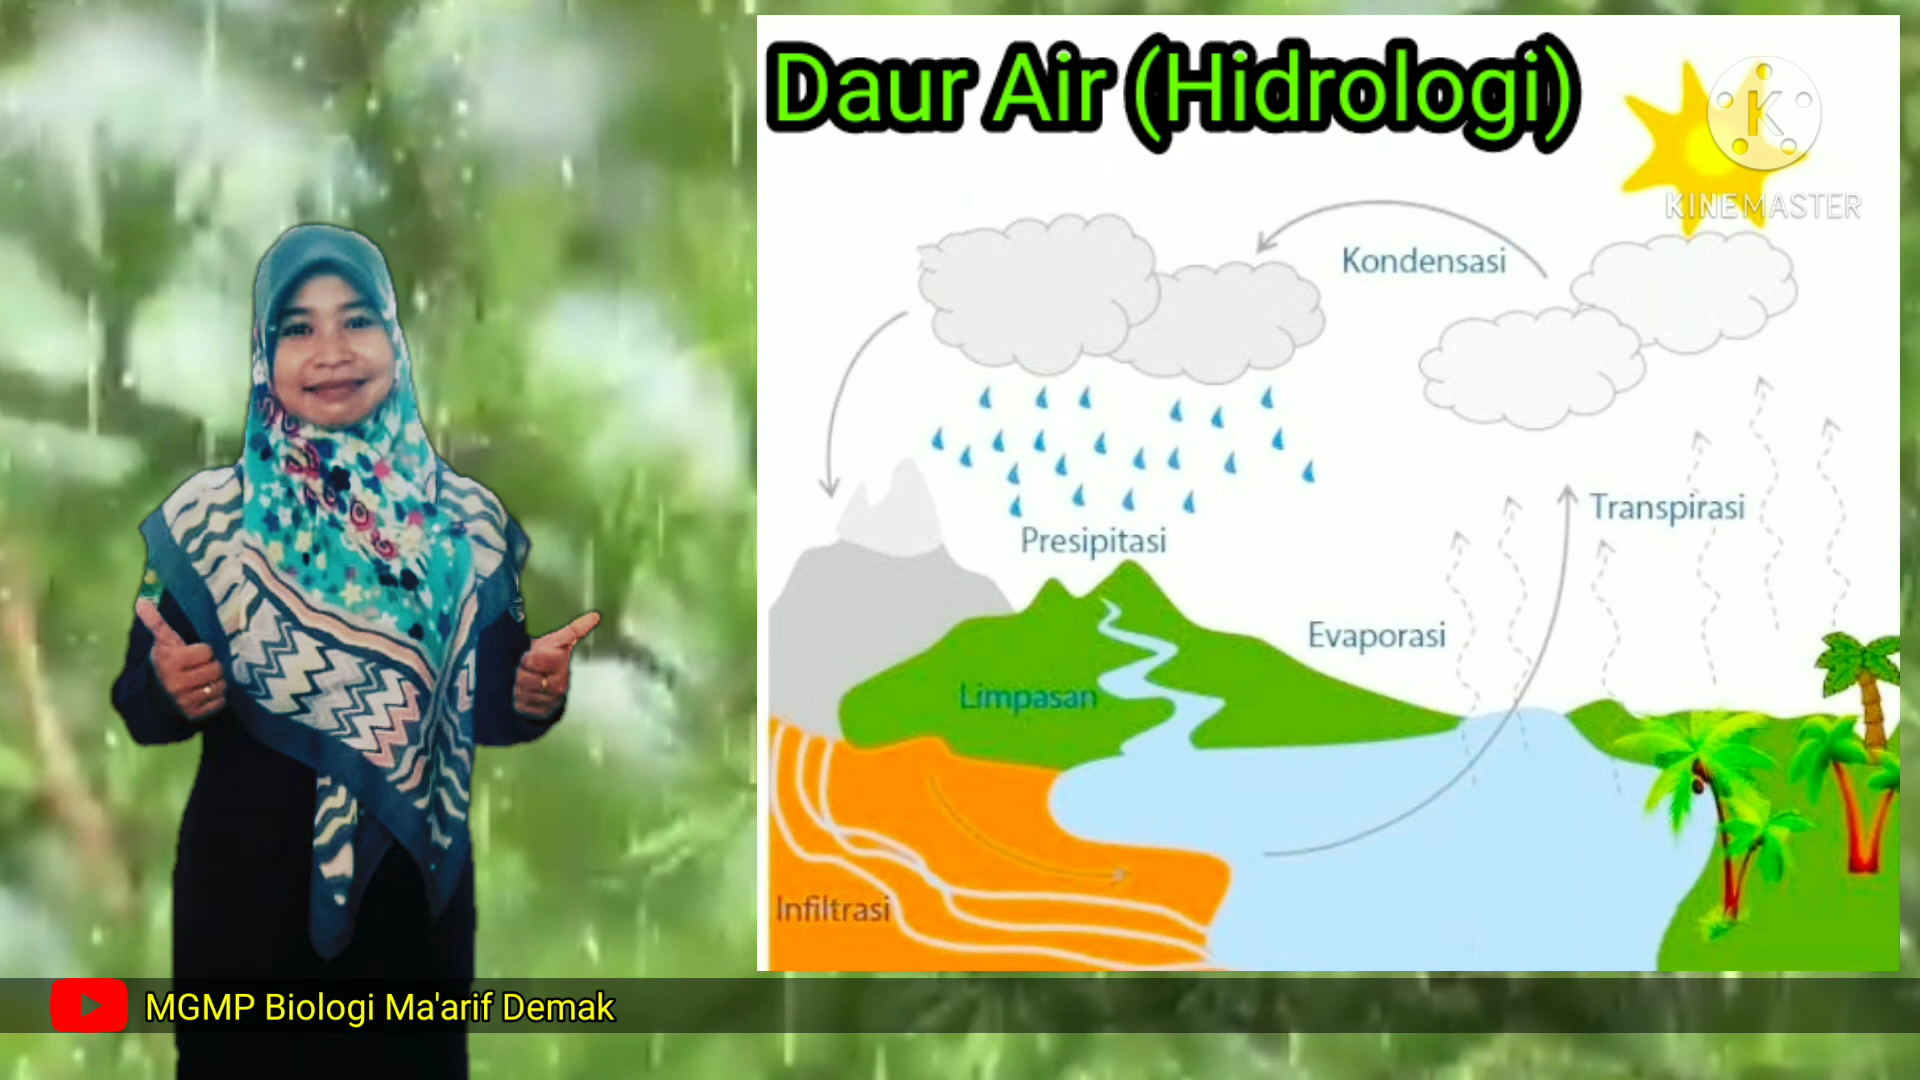 Daur Air (Hidrologi)
KINEMASTER
Kondensasi
Transpirasi
Presipitasi
Evaporasi
Limpasan
Infiltrasi
MGMP Biologi Ma'arif Demak